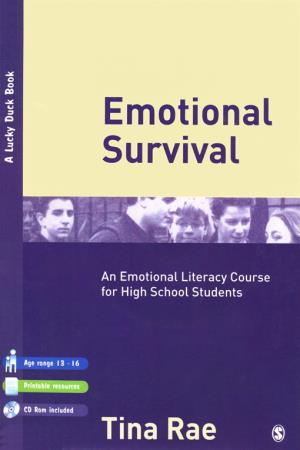 A Lucky Duck Book
Emotional
Survival
An Emotional Literacy Course
for High School Students
Age range 13 - 16
Printable resources
CD Rom included
Tina Rae
S